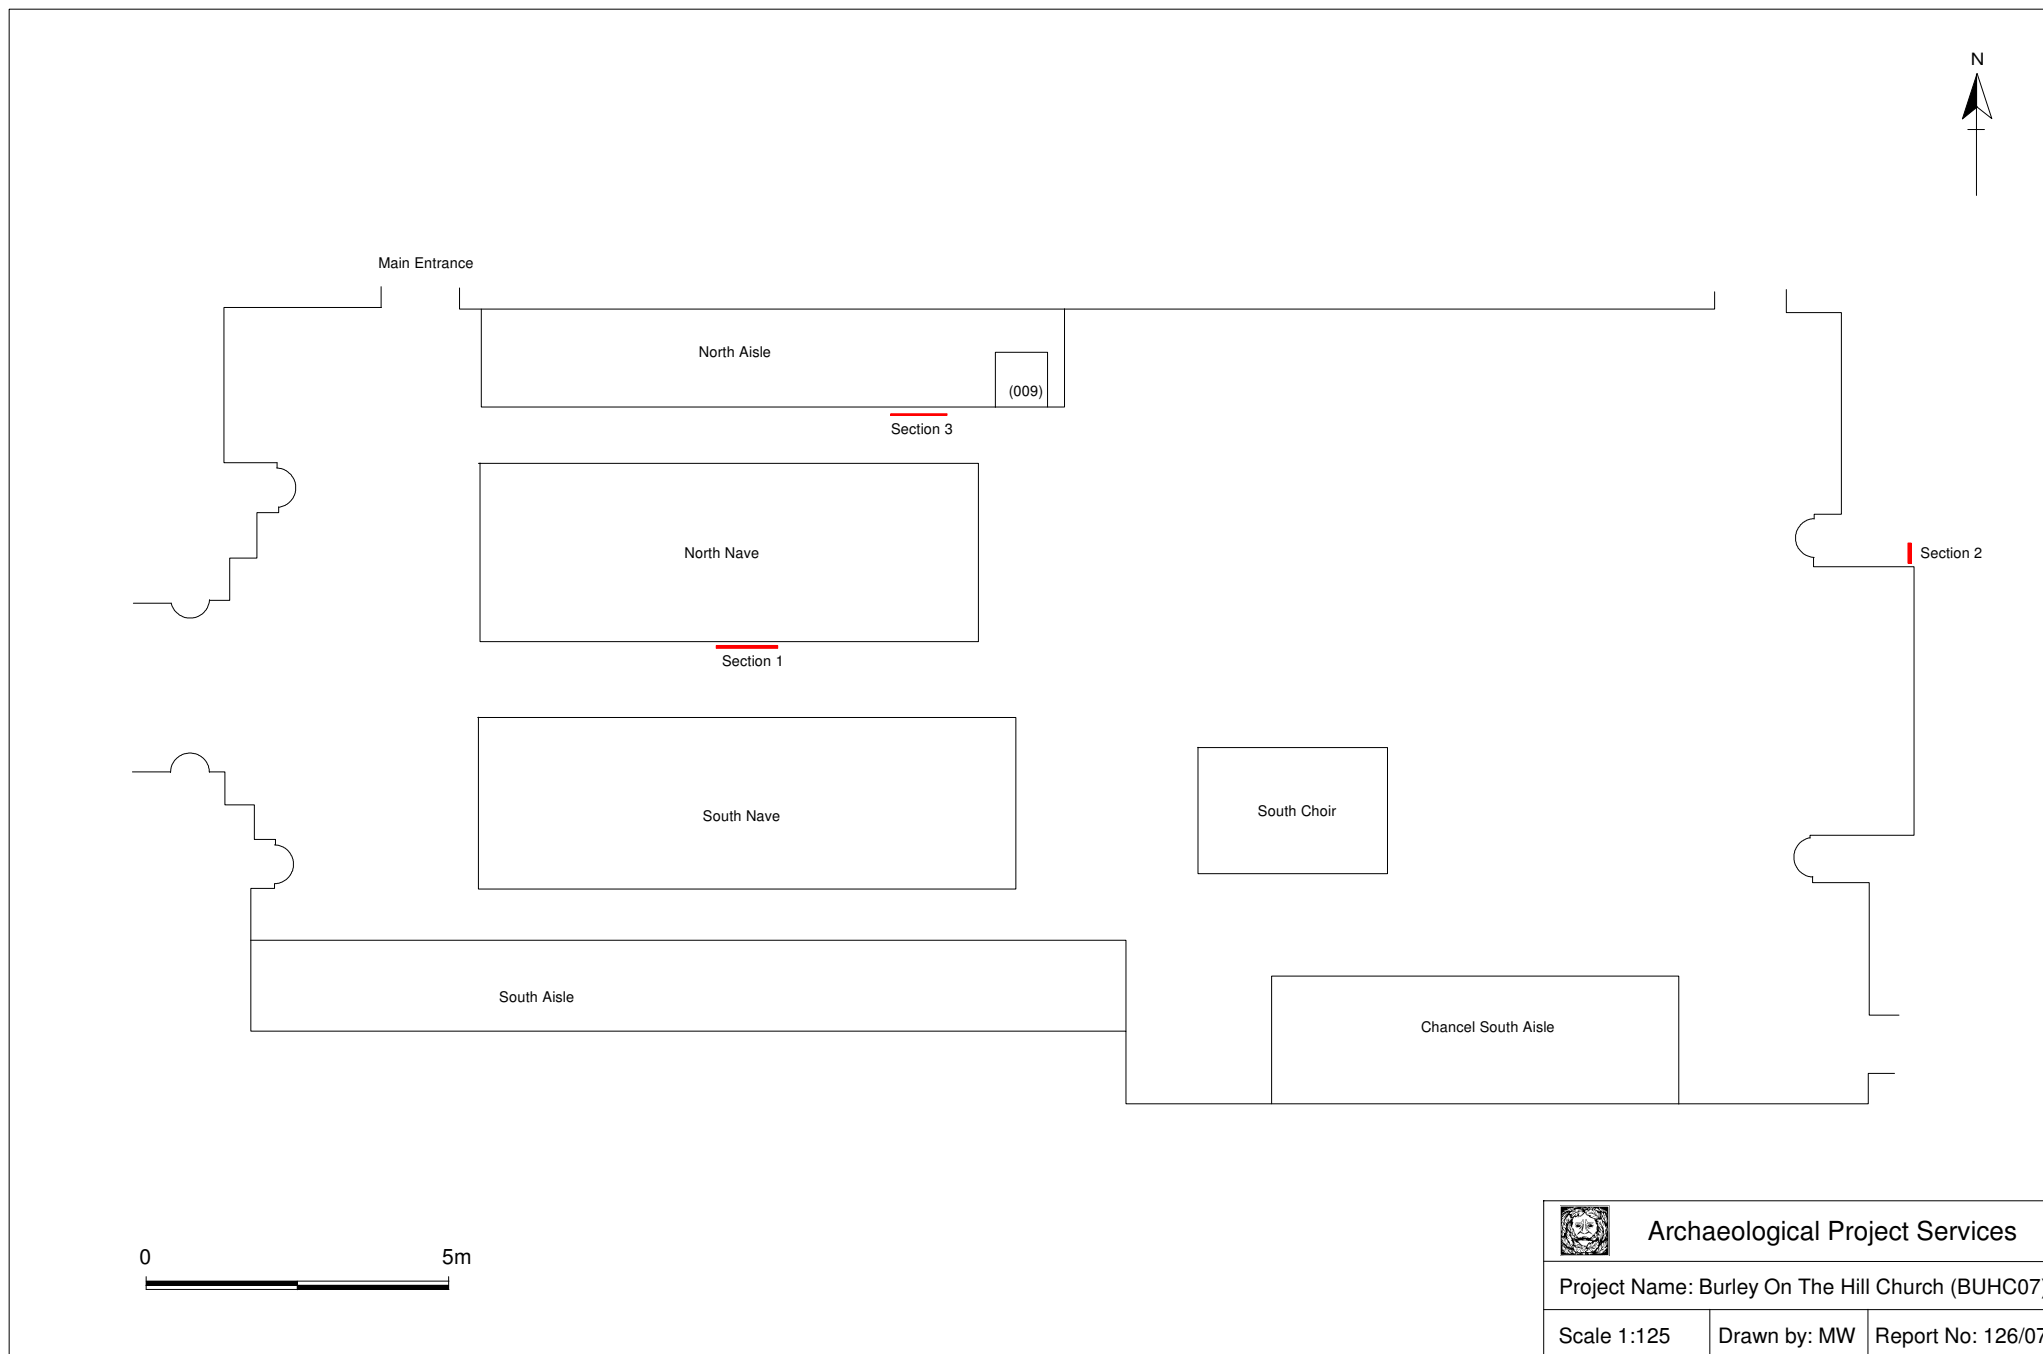 N
Main Entrance
North Aisle
(009)
Section 3
North Nave
Section 2
Section 1
South Nave
South Choir
South Aisle
Chancel South Aisle
0 5m
Archaeological Project Services
Project Name: Burley On The Hill Church (BUHC07)
Scale 1:125 Drawn by: MW Report No: 126/07